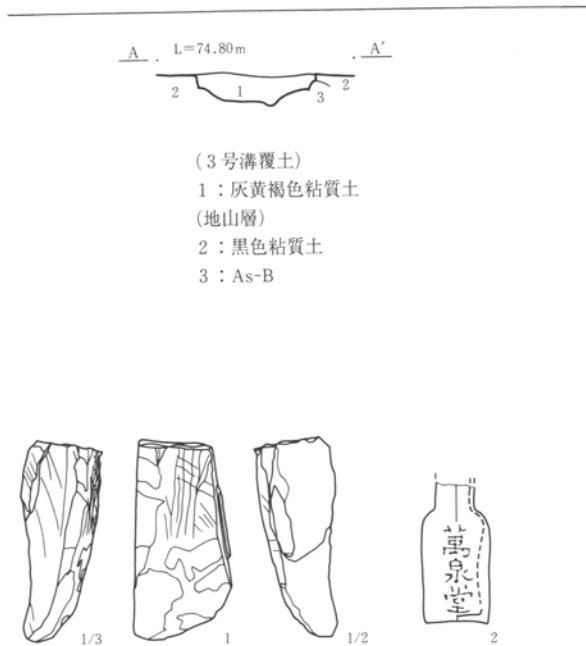 A . L=74.80m . A′
2 1 3 2
(3号溝覆土)
1：灰黄褐色粘質土
(地山層)
2：黒色粘質土
3：As-B
萬泉堂
1/3 1 1/2 2